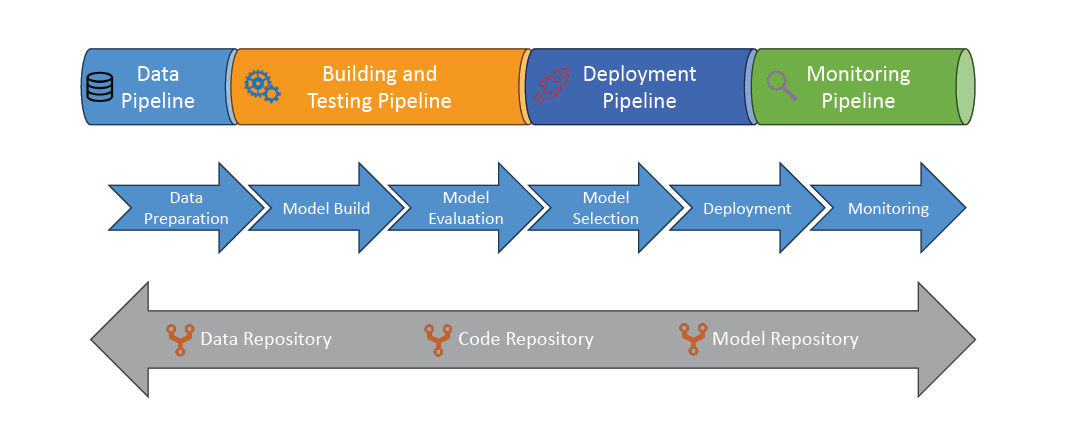 Data
Pipeline
Building and
Testing Pipeline
Deployment
Pipeline
Monitoring
Pipeline
Data
Preparation
Model Build
Model
Evaluation
Model
Selection
Deployment
Monitoring
Data Repository
Code Repository
Model Repository